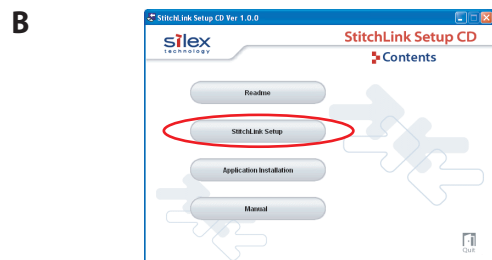 B
StitchLink Setup CD Ver 1.0.0
silex
technology
StitchLink Setup CD
Contents
Readme
StitchLink Setup
Application Installation
Manual
Quit